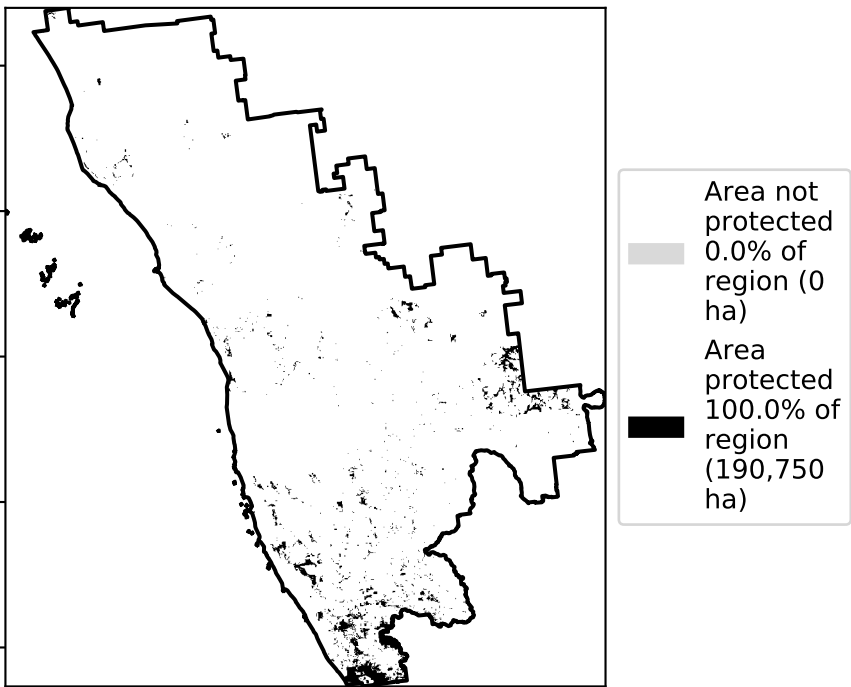 Area not
protected
0.0% of
region (0
ha)
Area
protected
100.0% of
region
(190,750
ha)